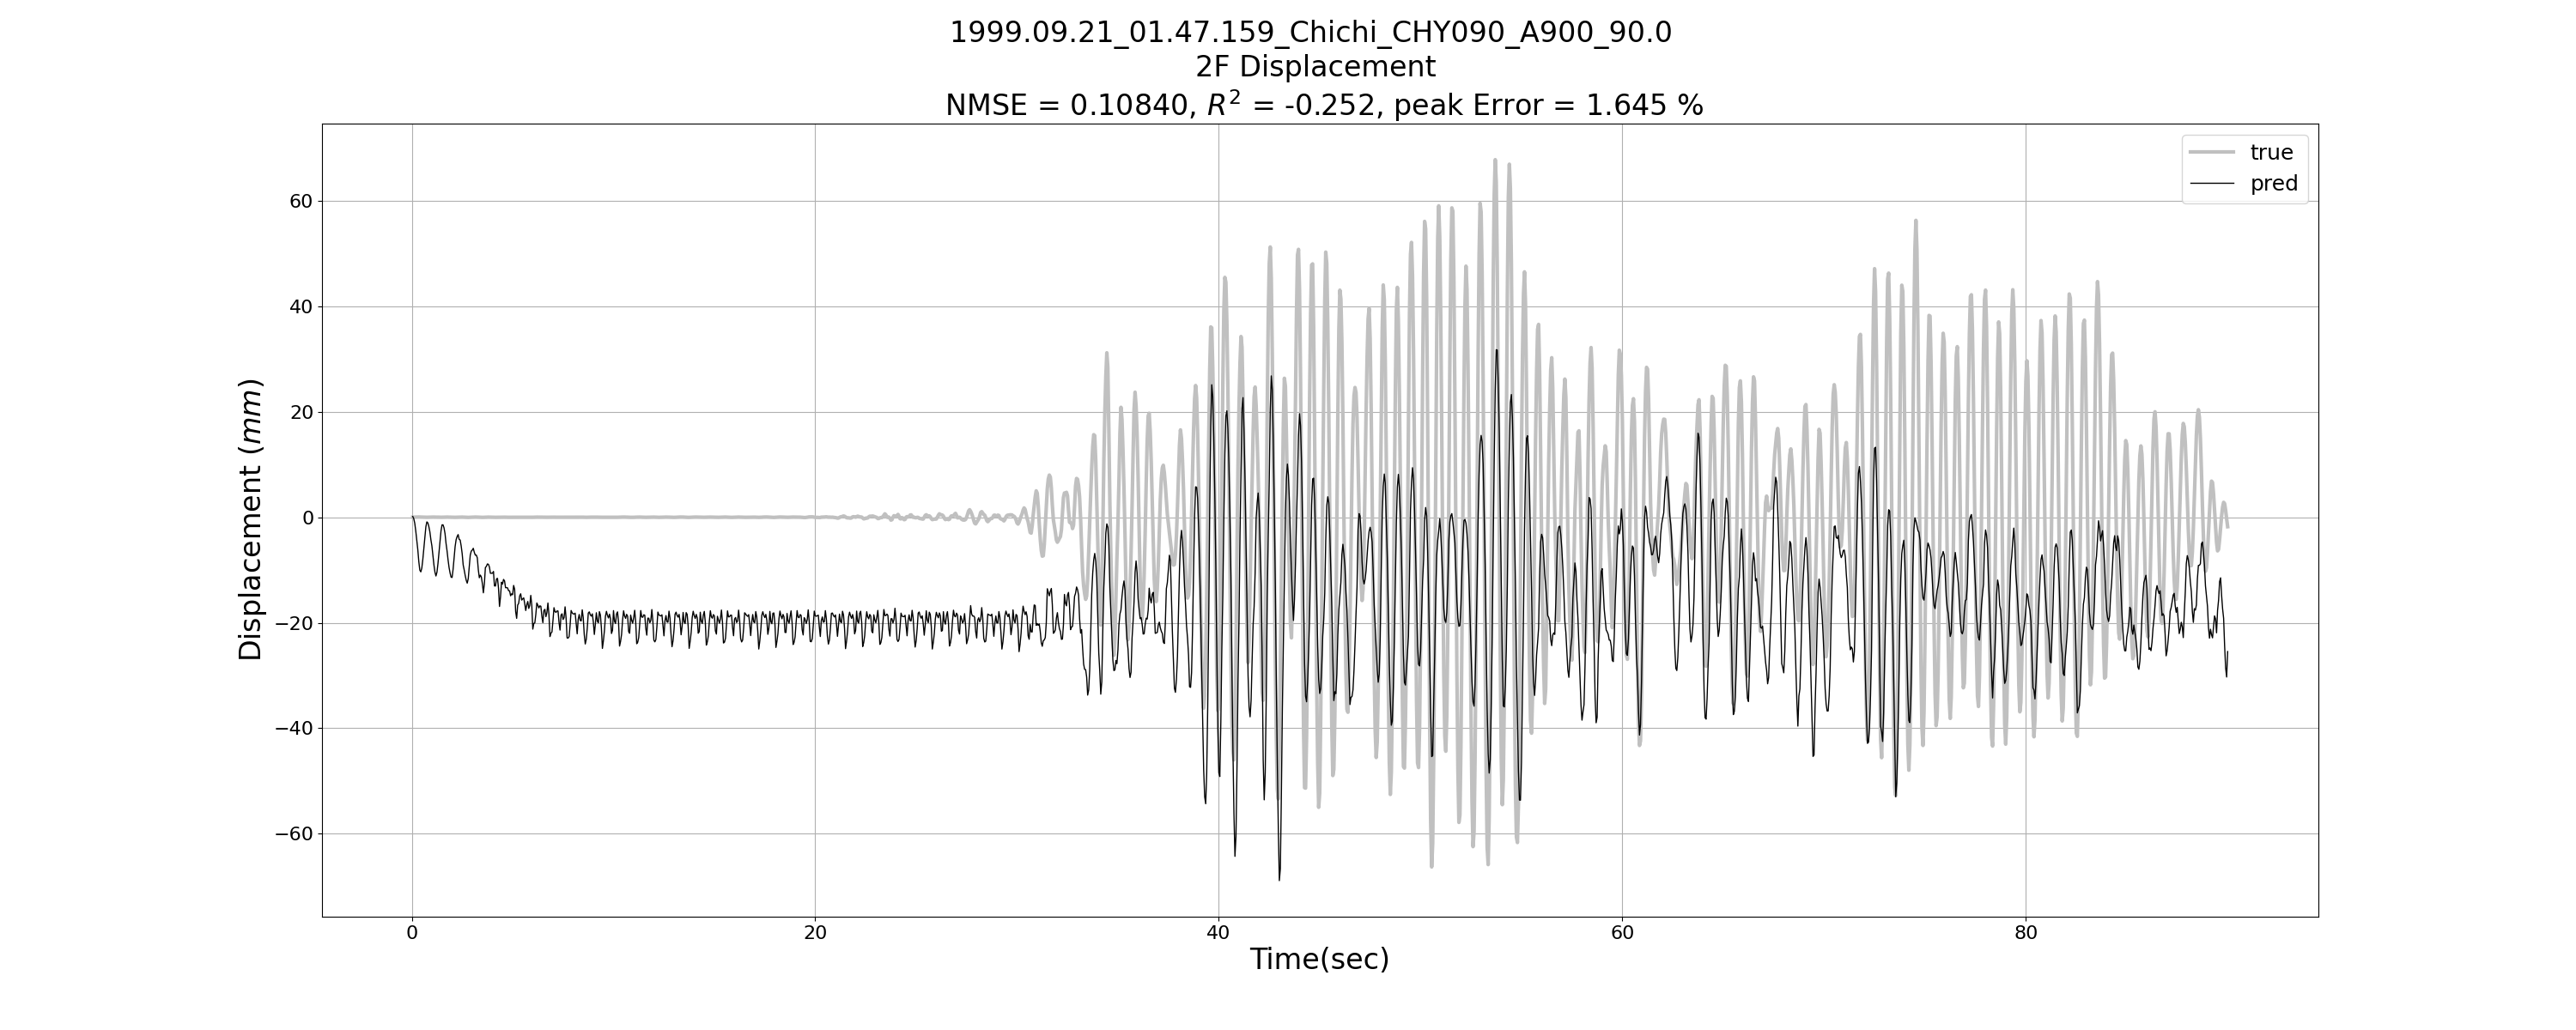 1999.09.21_01.47.159_Chichi_CHY090_A900_90.0
2F Displacement
NMSE = 0.10840, R² = -0.252, peak Error = 1.645 %
true
pred
Displacement (mm)
60
40
20
0
−20
−40
−60
0 20 40 60 80
Time(sec)